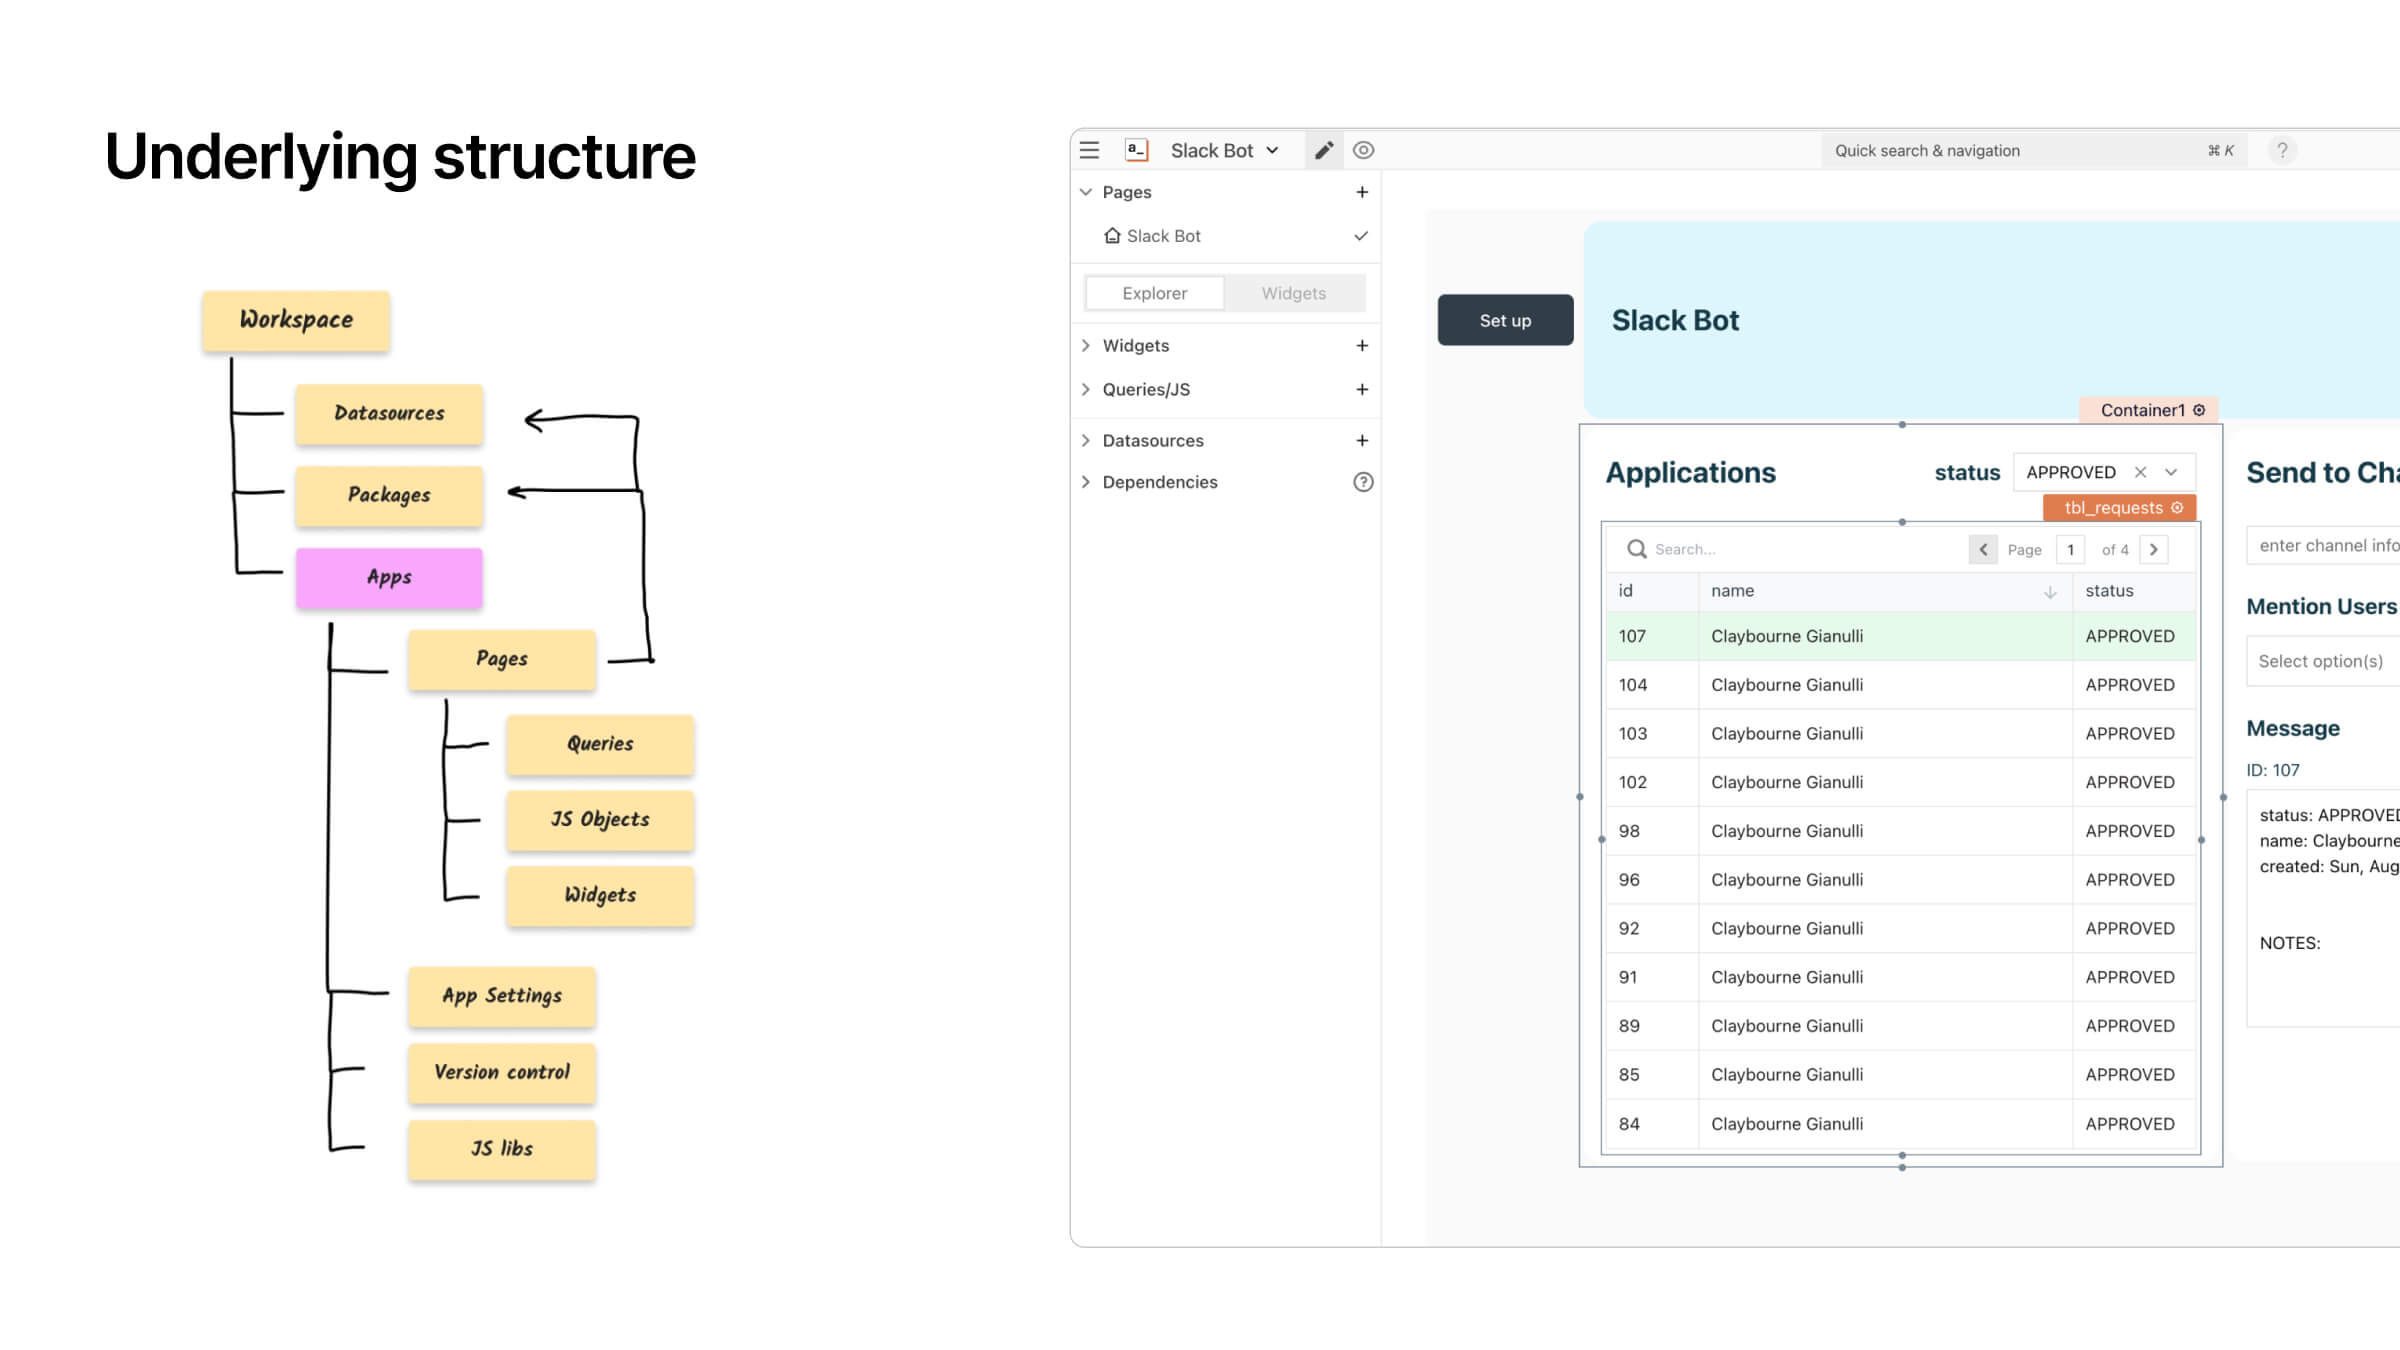 Underlying structure
Workspace
Datasources
Packages
Apps
Pages
Queries
JS Objects
Widgets
App Settings
Version control
JS libs
a_ Slack Bot
Quick search & navigation ⌘ K ?
Pages +
Slack Bot
Explorer Widgets
Widgets +
Queries/JS +
Datasources +
Dependencies ?
Set up
Slack Bot
Container1
Applications status APPROVED
tbl_requests
Search... Page 1 of 4
id name status
107 Claybourne Gianulli APPROVED
104 Claybourne Gianulli APPROVED
103 Claybourne Gianulli APPROVED
102 Claybourne Gianulli APPROVED
98 Claybourne Gianulli APPROVED
96 Claybourne Gianulli APPROVED
92 Claybourne Gianulli APPROVED
91 Claybourne Gianulli APPROVED
89 Claybourne Gianulli APPROVED
85 Claybourne Gianulli APPROVED
84 Claybourne Gianulli APPROVED
Send to Cha
enter channel info
Mention Users
Select option(s)
Message
ID: 107
status: APPROVED
name: Claybourne
created: Sun, Aug
NOTES: